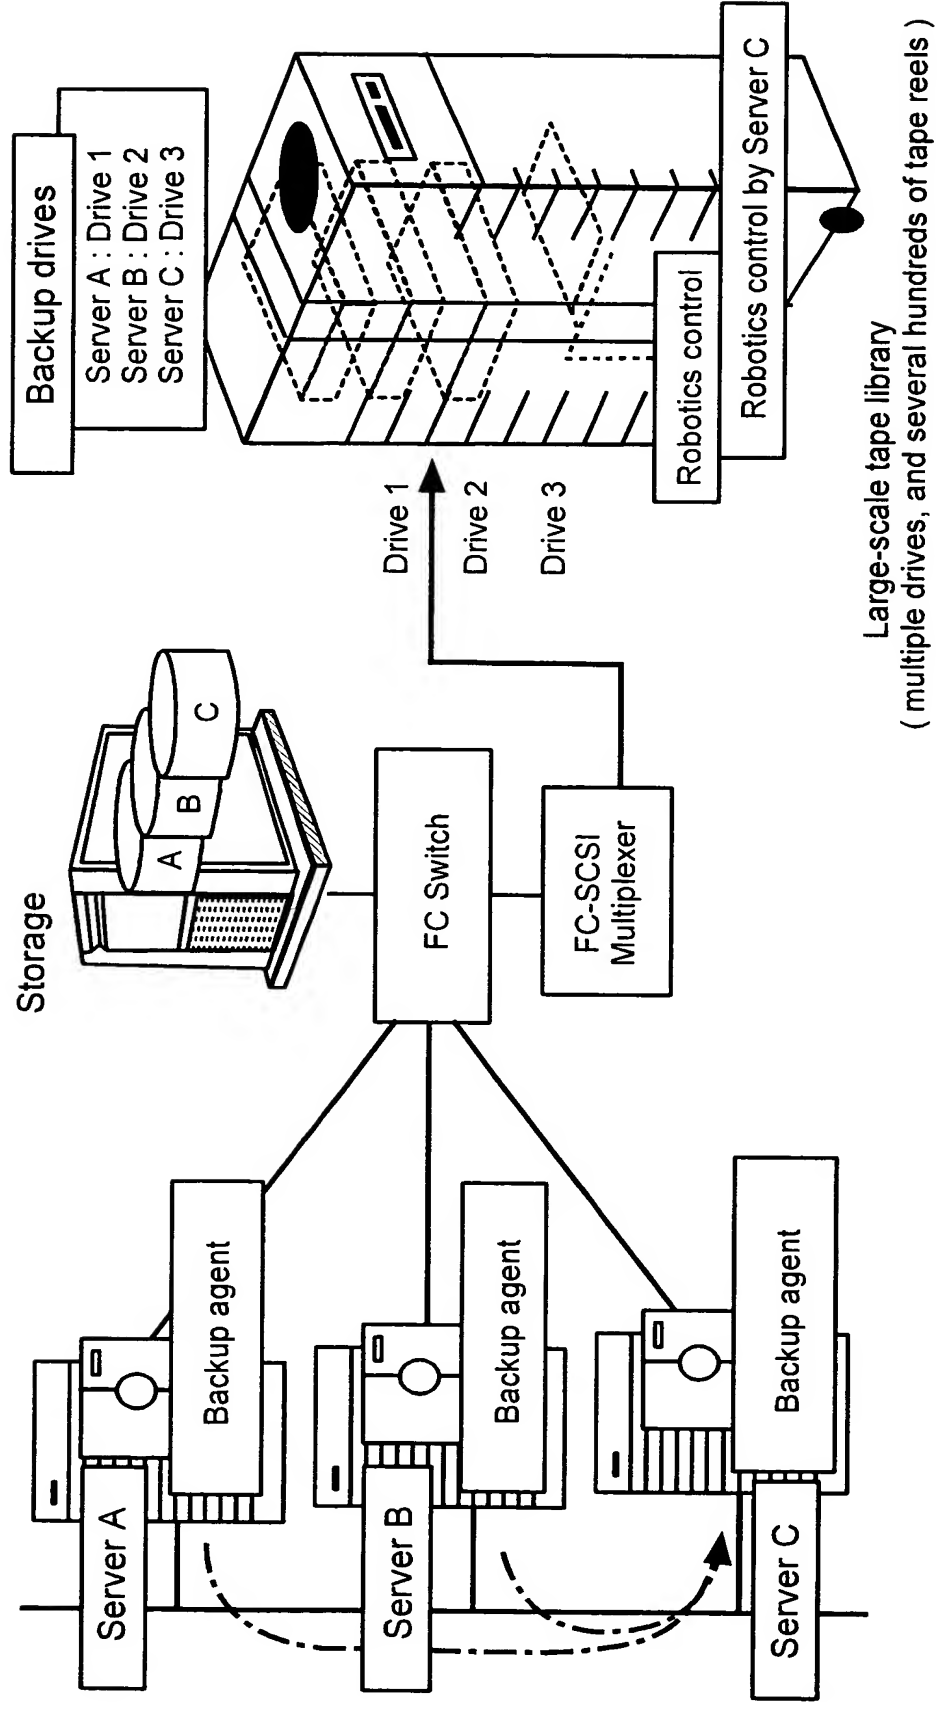 Storage
Backup drives
Server A : Drive 1
Server B : Drive 2
Server C : Drive 3
A
B
C
Server A
Backup agent
Server B
Backup agent
Server C
Backup agent
FC Switch
FC-SCSI
Multiplexer
Drive 1
Drive 2
Drive 3
Robotics control
Robotics control by Server C
Large-scale tape library
( multiple drives, and several hundreds of tape reels )